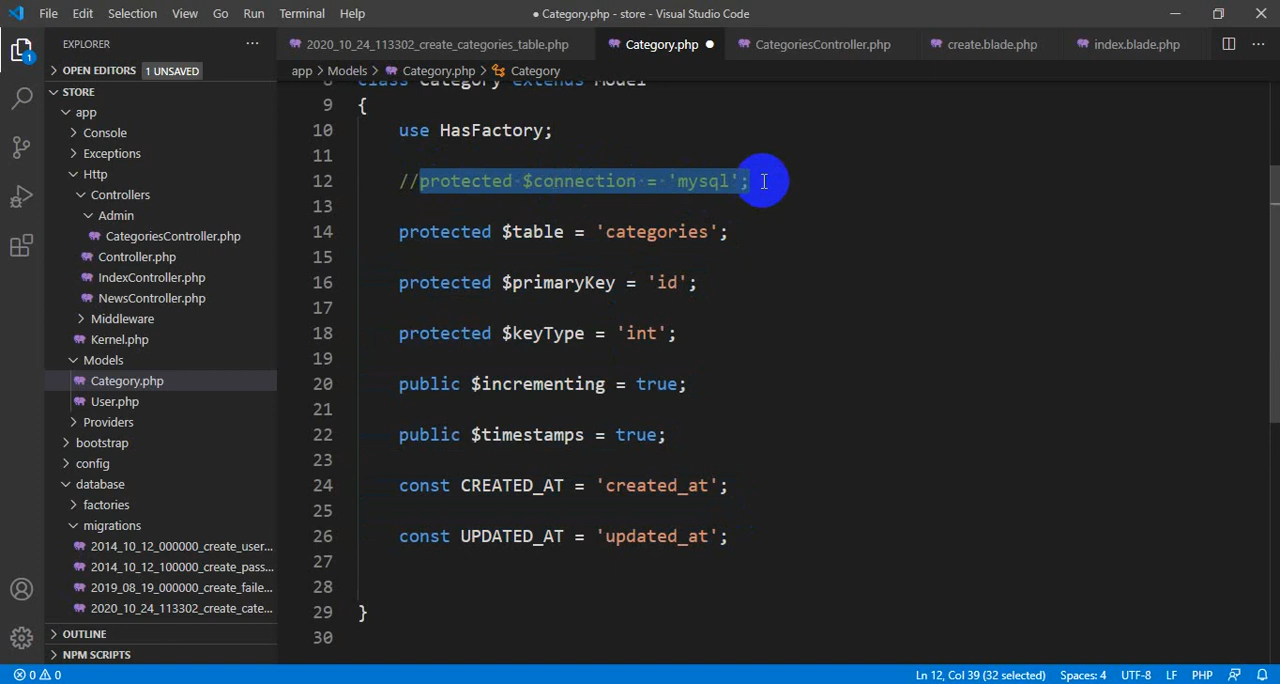 File Edit Selection View Go Run Terminal Help
● Category.php - store - Visual Studio Code
EXPLORER ···
2020_10_24_113302_create_categories_table.php Category.php ● CategoriesController.php create.blade.php index.blade.php ···
1
OPEN EDITORS 1 UNSAVED
app > Models > Category.php > Category
STORE
app
Console
Exceptions
Http
Controllers
Admin
CategoriesController.php
Controller.php
IndexController.php
NewsController.php
Middleware
Kernel.php
Models
Category.php
User.php
Providers
bootstrap
config
database
factories
migrations
2014_10_12_000000_create_user...
2014_10_12_100000_create_pass...
2019_08_19_000000_create_faile...
2020_10_24_113302_create_cate...
OUTLINE
NPM SCRIPTS
8 class Category extends Model
9 {
10 use HasFactory;
11
12 //protected $connection = 'mysql';
13
14 protected $table = 'categories';
15
16 protected $primaryKey = 'id';
17
18 protected $keyType = 'int';
19
20 public $incrementing = true;
21
22 public $timestamps = true;
23
24 const CREATED_AT = 'created_at';
25
26 const UPDATED_AT = 'updated_at';
27
28
29 }
30
0 0 Ln 12, Col 39 (32 selected) Spaces: 4 UTF-8 LF PHP